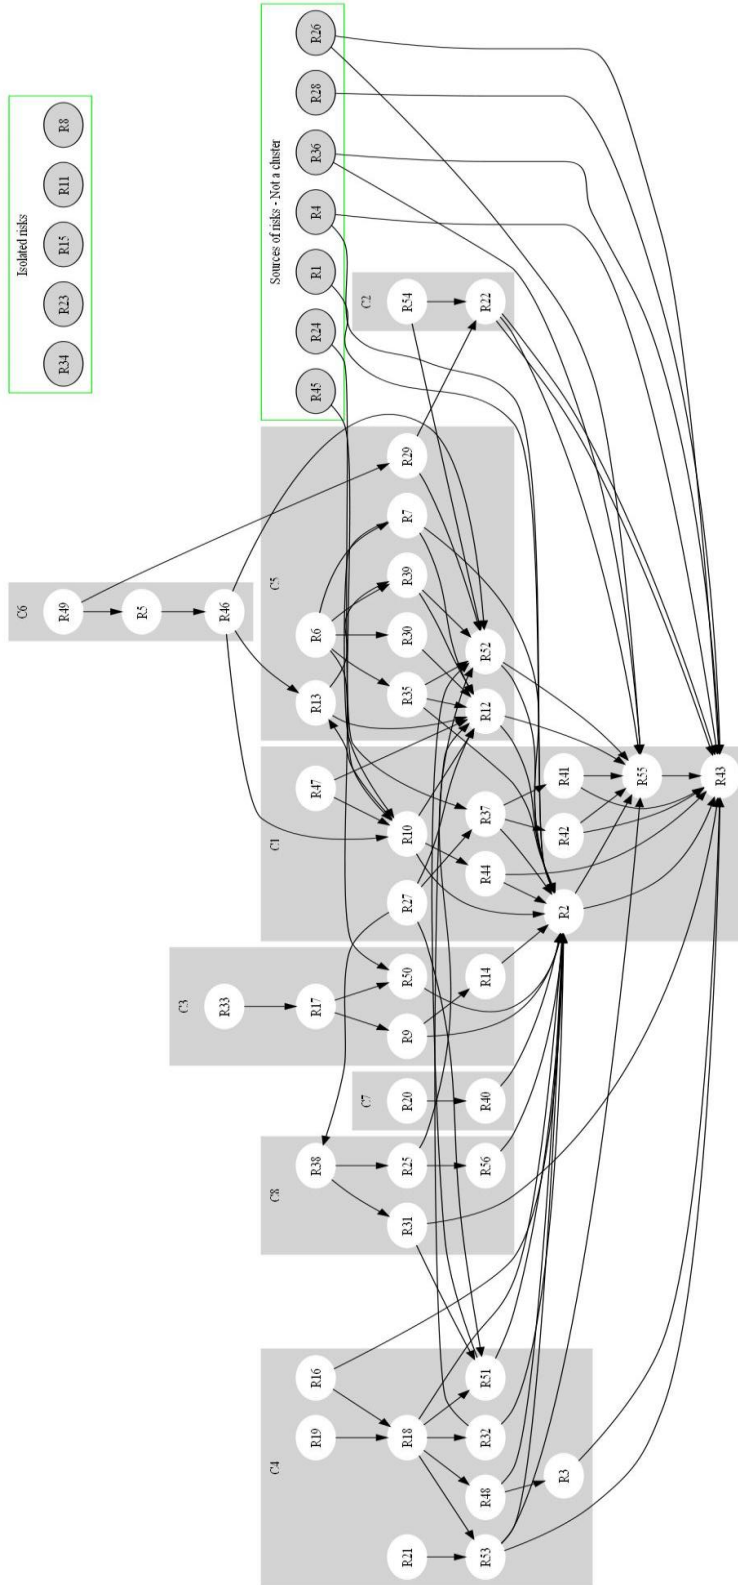 Isolated risks
R34
R23
R15
R11
R8
Sources of risks - Not a cluster
R45
R24
R1
R4
R36
R28
R26
C6
R49
R5
R46
C2
R54
R22
C5
R13
R6
R35
R30
R39
R7
R29
R12
R52
C1
R47
R27
R10
R44
R37
R2
R42
R41
R55
R43
C3
R33
R17
R9
R50
R14
C7
R20
R40
C8
R38
R31
R25
R56
C4
R19
R16
R21
R18
R53
R48
R32
R51
R3